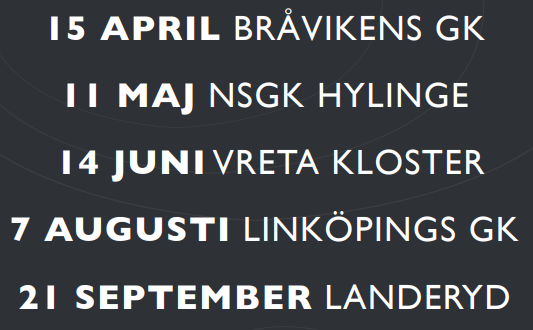 15 APRIL BRÅVIKENS GK
11 MAJ NSGK HYLINGE
14 JUNI VRETA KLOSTER
7 AUGUSTI LINKÖPINGS GK
21 SEPTEMBER LANDERYD